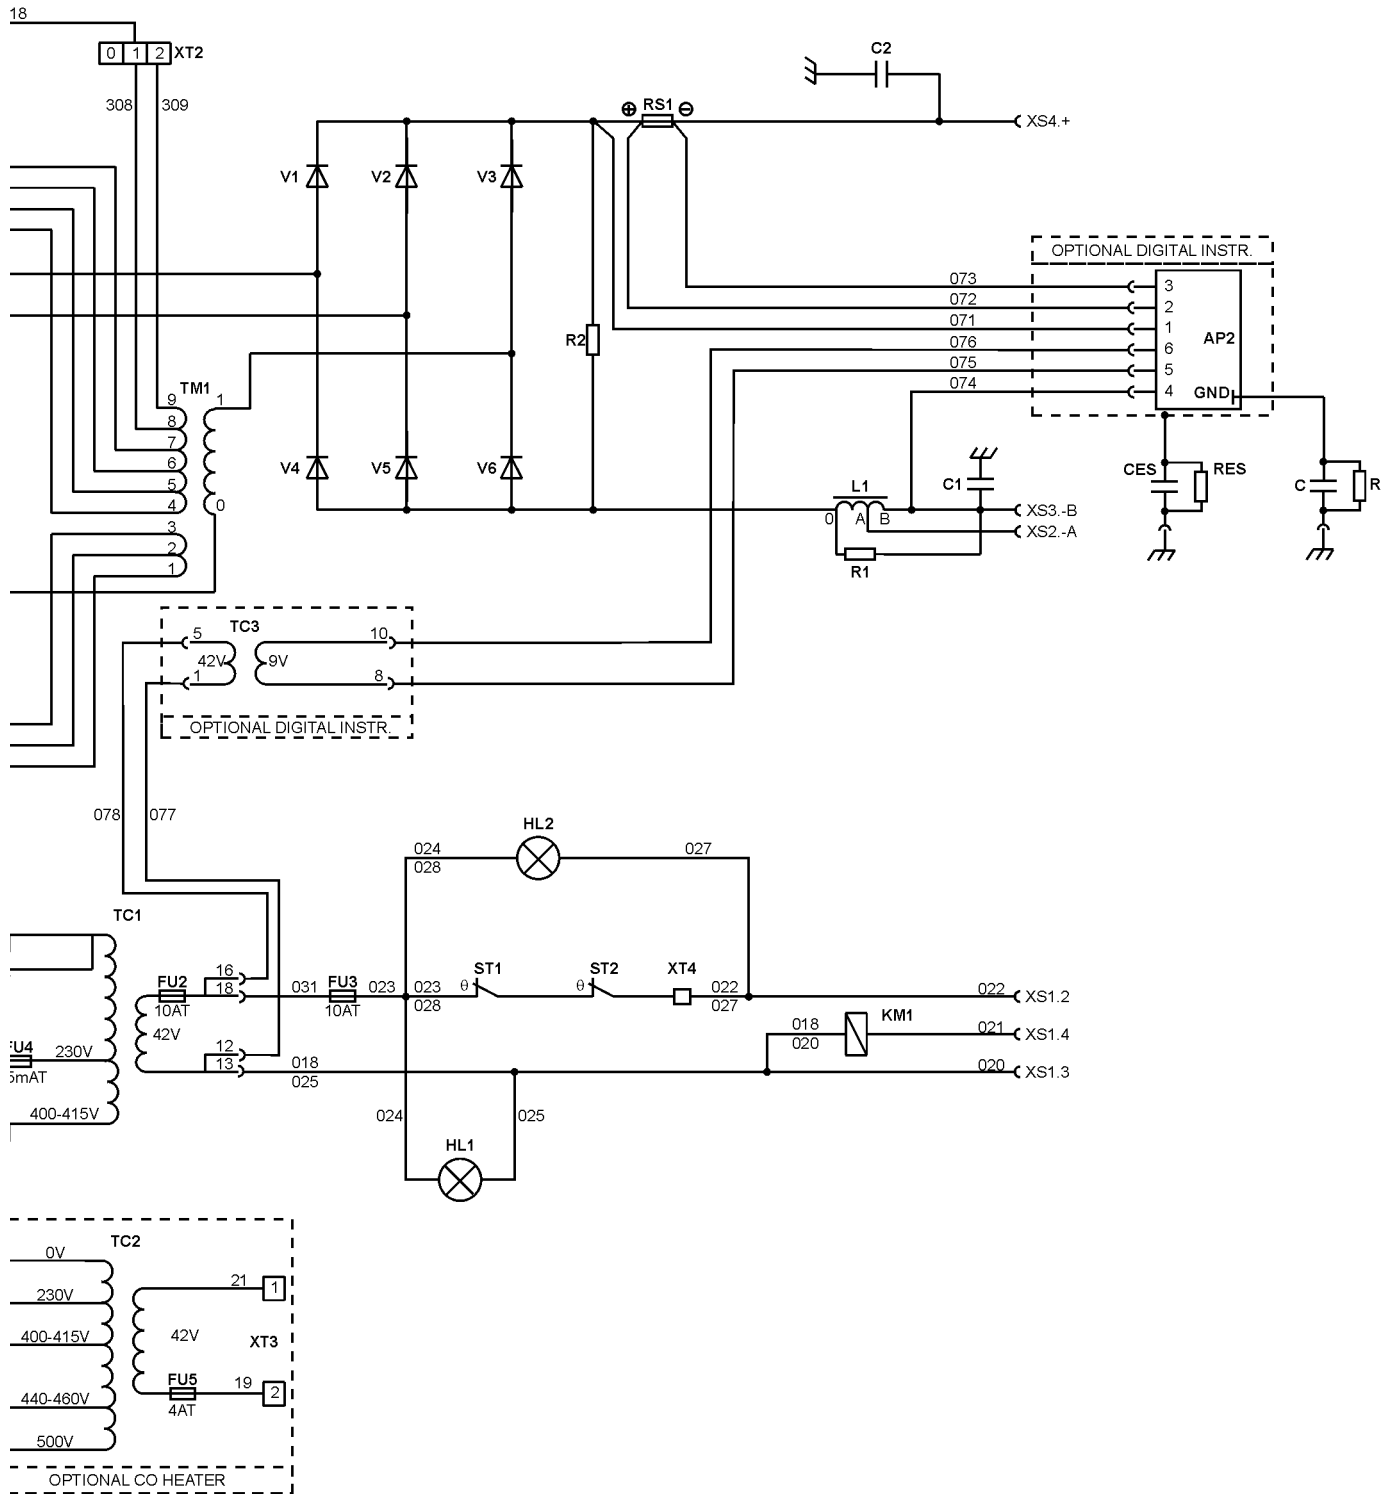 18
0 1 2 XT2
C2
308 309
⊕ RS1 ⊖
XS4.+
V1 V2 V3
OPTIONAL DIGITAL INSTR.
073 3
072 2
071 1
076 6
075 5
074 4
AP2
GND
R2
TM1
9
8
7
6
5
4
3
2
1
1
0
V4 V5 V6
L1
C1
0 A B
R1
XS3.-B
XS2.-A
CES RES
C R
TC3
5 10
42V 9V
1 8
OPTIONAL DIGITAL INSTR.
078 077
HL2
024 027
028
TC1
FU2
10AT
42V
16
18
12
13
031
FU3
10AT
023
023
028
θ ST1
θ ST2
XT4
022
027
022 XS1.2
018
020
KM1
021 XS1.4
018
025
020 XS1.3
FU4
230V
5mAT
400-415V
024 025
HL1
TC2
0V
230V
400-415V
440-460V
500V
42V
21 1
XT3
FU5
4AT
19 2
OPTIONAL CO HEATER